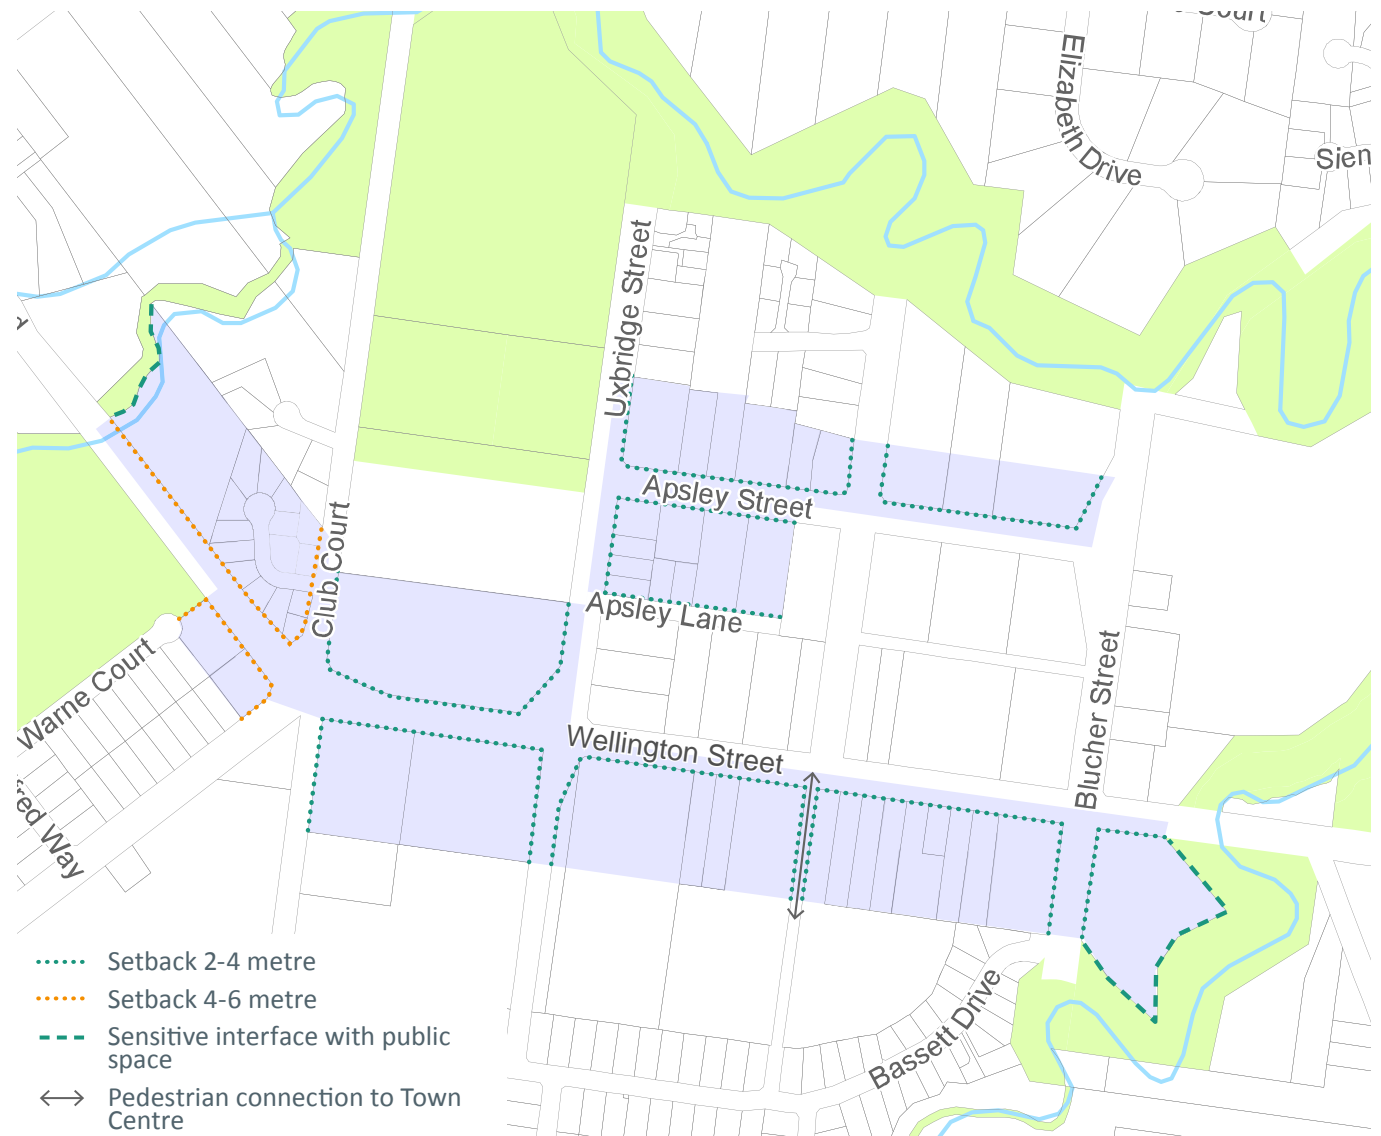 Court
Elizabeth Drive
Sien
Uxbridge Street
Apsley Street
Club Court
Apsley Lane
Warne Court
Wellington Street
Blucher Street
red Way
Bassett Drive
Setback 2-4 metre
Setback 4-6 metre
Sensitive interface with public
space
Pedestrian connection to Town
Centre